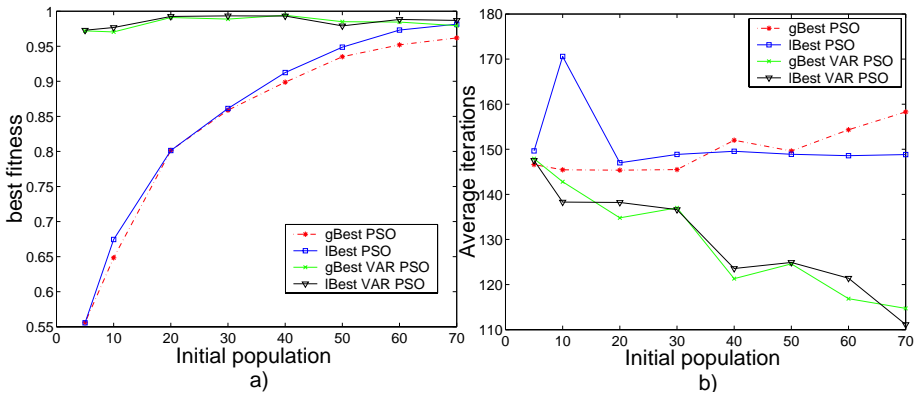 1
0.95
0.9
0.85
0.8
0.75
0.7
0.65
0.6
0.55
best fitness
0 10 20 30 40 50 60 70
Initial population
gBest PSO
lBest PSO
gBest VAR PSO
lBest VAR PSO
a)
180
170
160
150
140
130
120
110
Average iterations
0 10 20 30 40 50 60 70
Initial population
gBest PSO
lBest PSO
gBest VAR PSO
lBest VAR PSO
b)